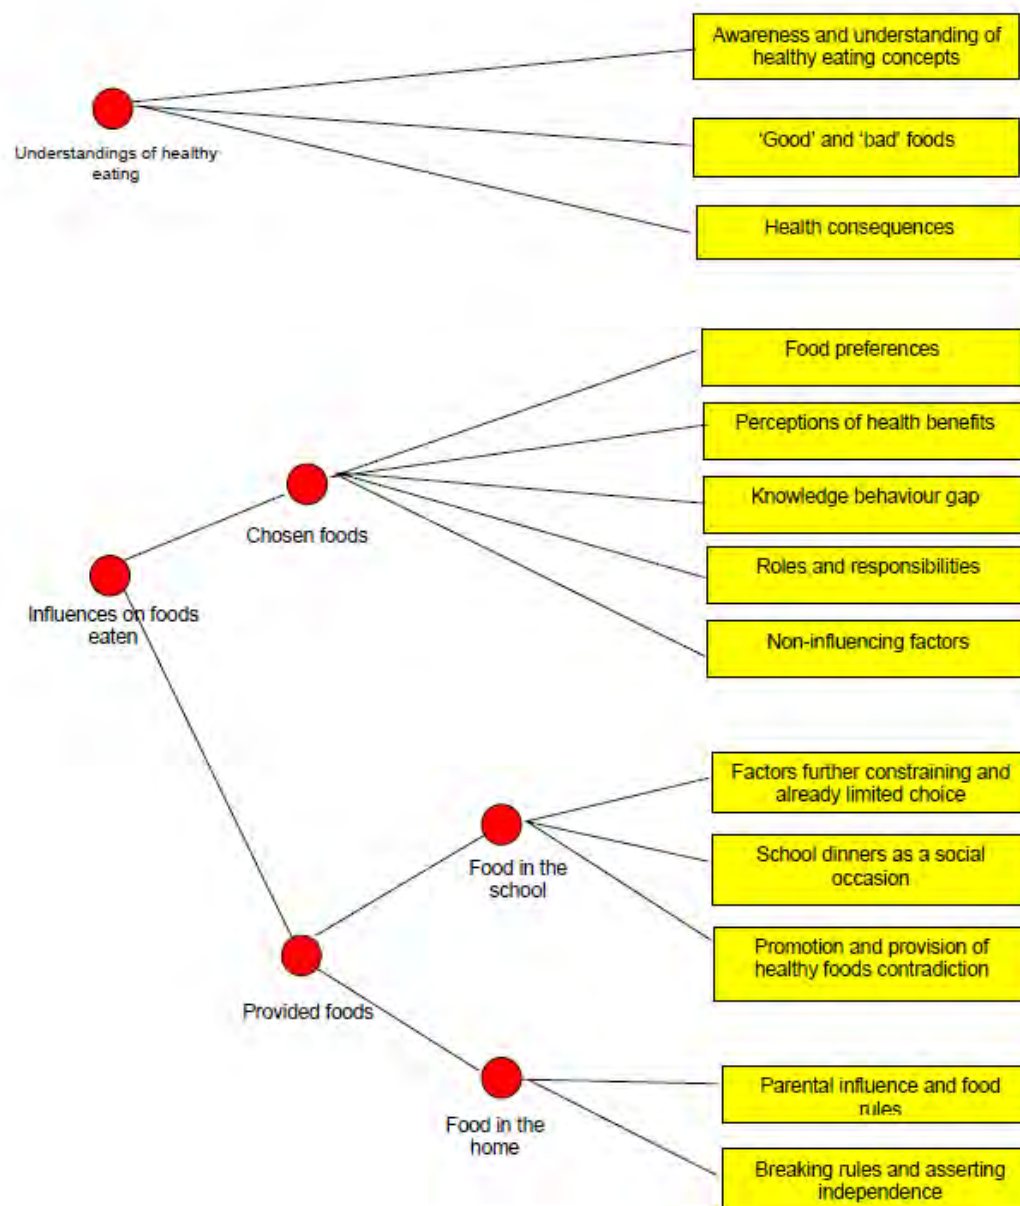 Awareness and understanding of
healthy eating concepts
Understandings of healthy
eating
'Good' and 'bad' foods
Health consequences
Food preferences
Perceptions of health benefits
Chosen foods
Knowledge behaviour gap
Roles and responsibilities
Influences on foods
eaten
Non-influencing factors
Factors further constraining and
already limited choice
Food in the
school
School dinners as a social
occasion
Promotion and provision of
healthy foods contradiction
Provided foods
Parental influence and food
rules
Food in the
home
Breaking rules and asserting
independence